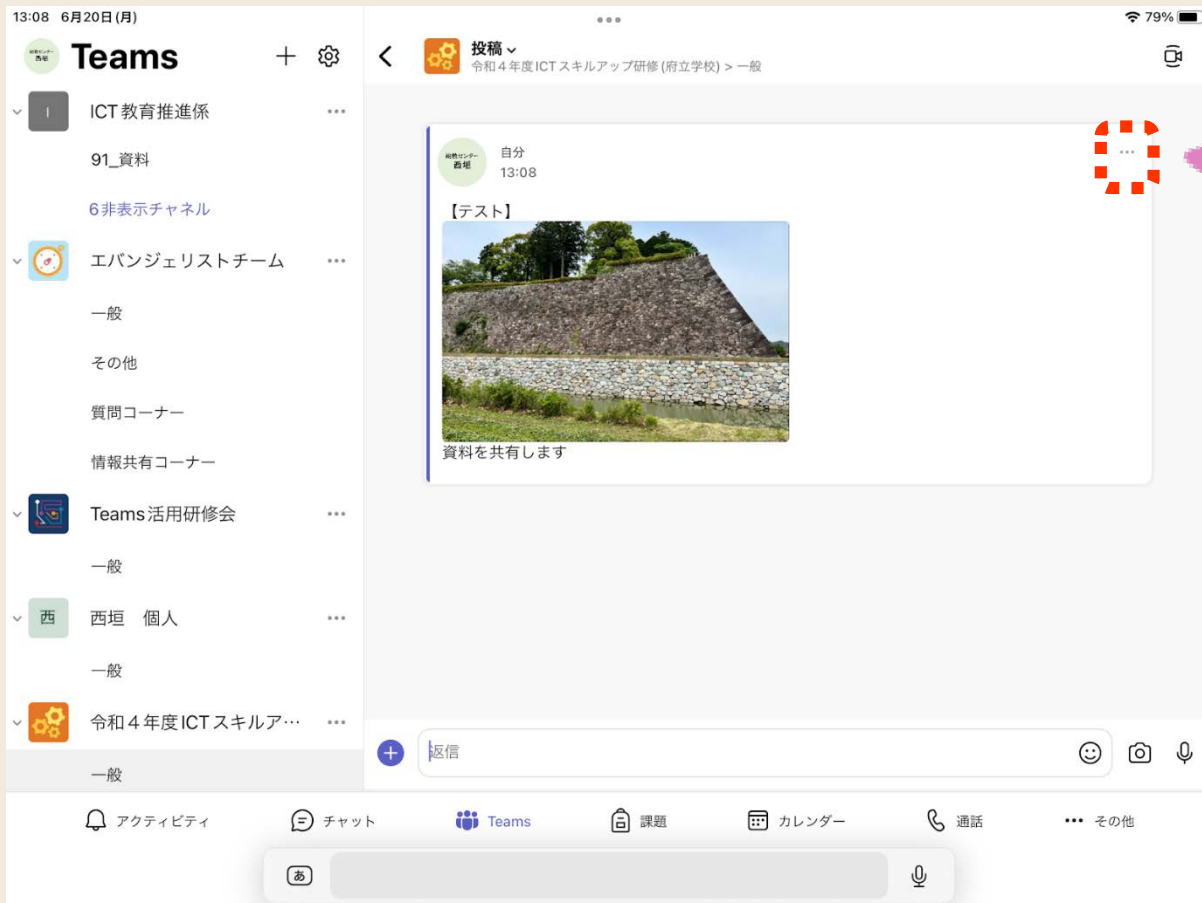 13:08 6月20日(月)
79%
Teams
I
ICT教育推進係
91_資料
6非表示チャネル
エバンジェリストチーム
一般
その他
質問コーナー
情報共有コーナー
Teams活用研修会
一般
西
西垣　個人
一般
令和４年度ICTスキルア…
一般
投稿
令和４年度ICTスキルアップ研修(府立学校) > 一般
西垣
自分
13:08
【テスト】
資料を共有します
返信
アクティビティ
チャット
Teams
課題
カレンダー
通話
その他
あ